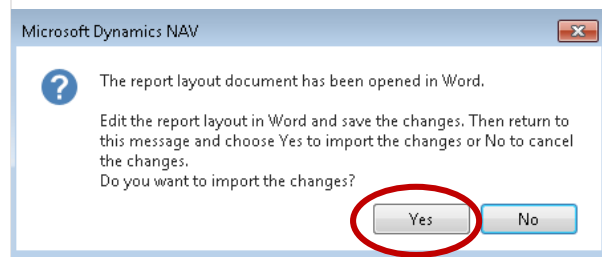 Microsoft Dynamics NAV
The report layout document has been opened in Word.
Edit the report layout in Word and save the changes. Then return to
this message and choose Yes to import the changes or No to cancel
the changes.
Do you want to import the changes?
Yes No